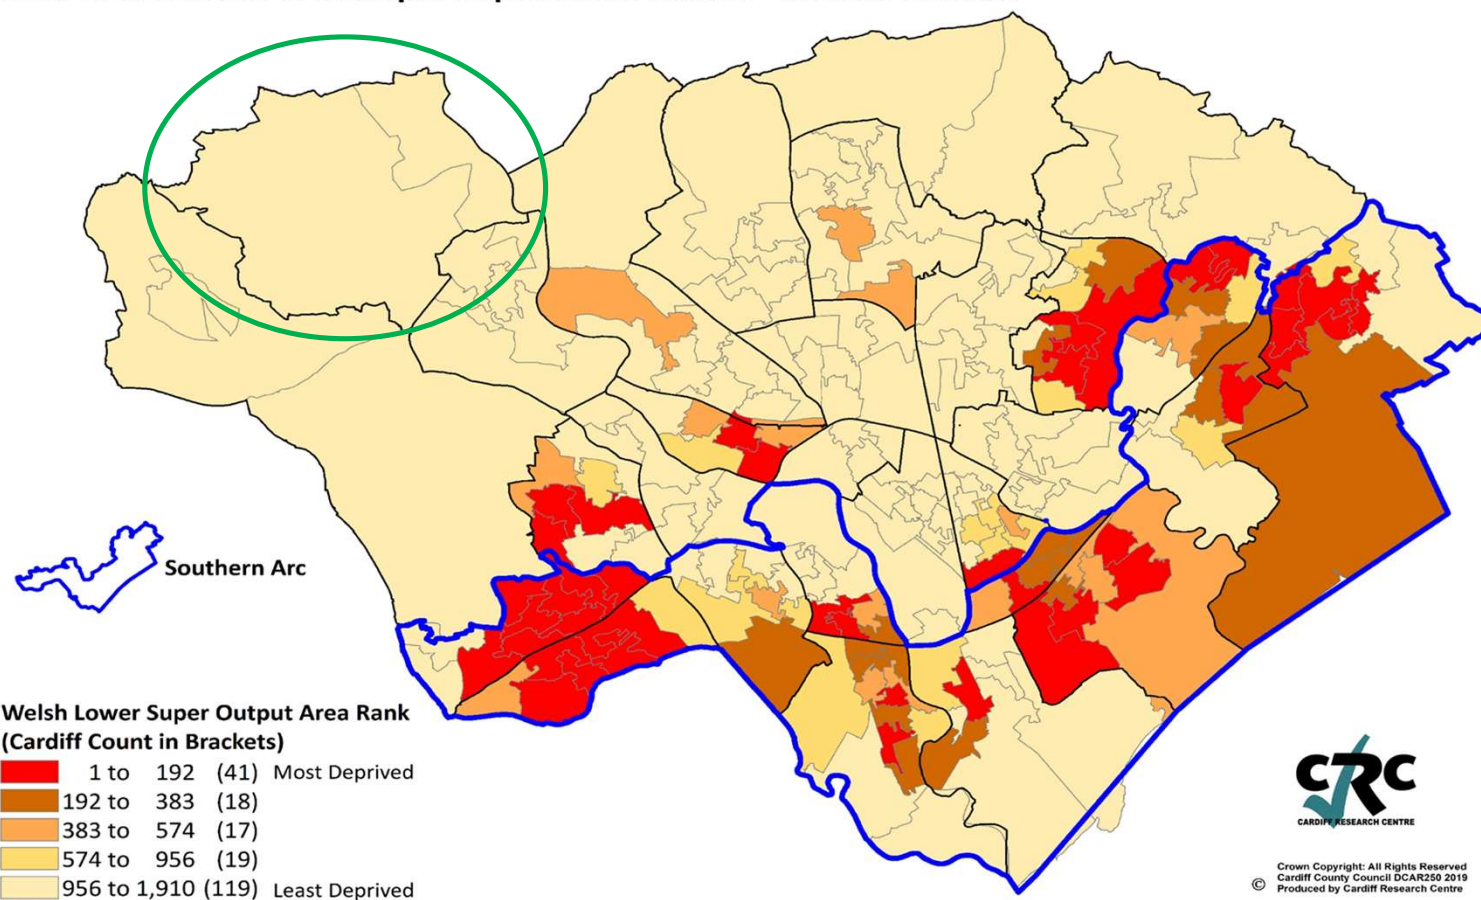 Southern Arc
Welsh Lower Super Output Area Rank
(Cardiff Count in Brackets)
1 to 192 (41) Most Deprived
192 to 383 (18)
383 to 574 (17)
574 to 956 (19)
956 to 1,910 (119) Least Deprived
CRC
CARDIFF RESEARCH CENTRE
Crown Copyright: All Rights Reserved
© Cardiff County Council DCAR250 2019
Produced by Cardiff Research Centre